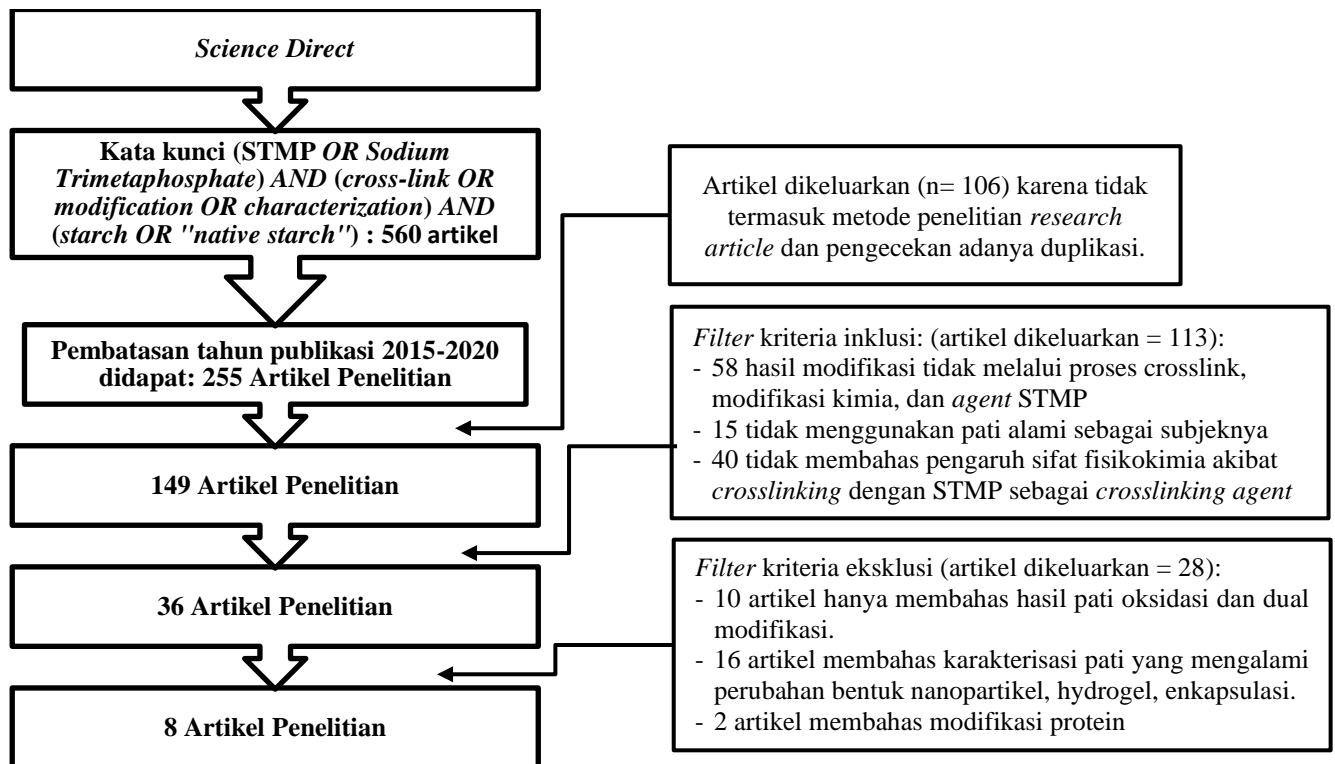 Science Direct
Kata kunci (STMP OR Sodium
Trimetaphosphate) AND (cross-link OR
modification OR characterization) AND
(starch OR "native starch") : 560 artikel
Artikel dikeluarkan (n= 106) karena tidak
termasuk metode penelitian research
article dan pengecekan adanya duplikasi.
Pembatasan tahun publikasi 2015-2020
didapat: 255 Artikel Penelitian
Filter kriteria inklusi: (artikel dikeluarkan = 113):
- 58 hasil modifikasi tidak melalui proses crosslink,
modifikasi kimia, dan agent STMP
- 15 tidak menggunakan pati alami sebagai subjeknya
- 40 tidak membahas pengaruh sifat fisikokimia akibat
crosslinking dengan STMP sebagai crosslinking agent
149 Artikel Penelitian
36 Artikel Penelitian
Filter kriteria eksklusi (artikel dikeluarkan = 28):
- 10 artikel hanya membahas hasil pati oksidasi dan dual
modifikasi.
- 16 artikel membahas karakterisasi pati yang mengalami
perubahan bentuk nanopartikel, hydrogel, enkapsulasi.
- 2 artikel membahas modifikasi protein
8 Artikel Penelitian